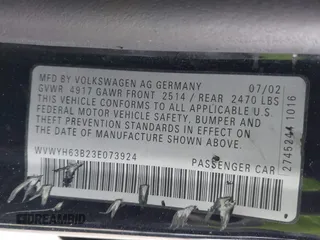 MFD BY VOLKSWAGEN AG GERMANY 07/02
GVWR 4917 GAWR FRONT 2514 / REAR 2470 LBS
THIS VEHICLE CONFORMS TO ALL APPLICABLE U.S.
FEDERAL MOTOR VEHICLE SAFETY, BUMPER AND
THEFT PREVENTION STANDARDS IN EFFECT ON
THE DATE OF MANUFACTURE SHOWN ABOVE.
WVWYH63B23E073924
PASSENGER CAR
1016
DREAMBID